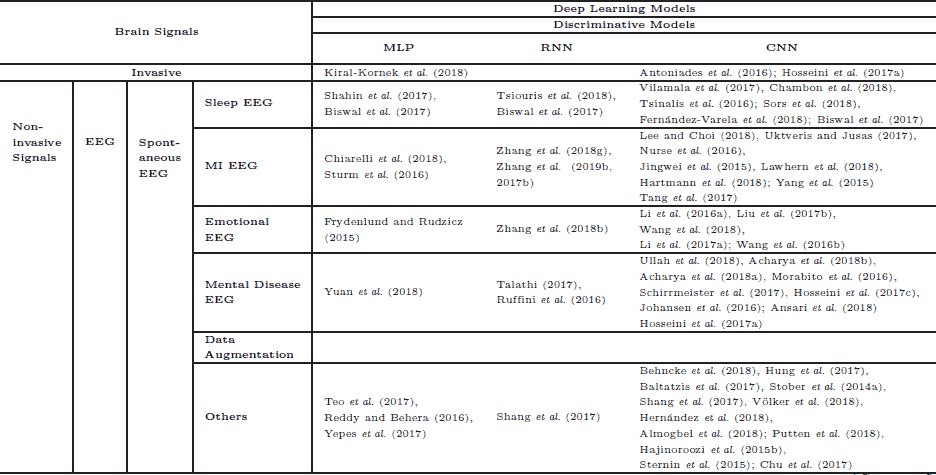 Brain Signals
Deep Learning Models
Discriminative Models
MLP
RNN
CNN
Invasive
Kiral-Kornek et al. (2018)
Antoniades et al. (2016); Hosseini et al. (2017a)
Non-
invasive
Signals
EEG
Spont-
aneous
EEG
Sleep EEG
Shahin et al. (2017),
Biswal et al. (2017)
Tsiouris et al. (2018),
Biswal et al. (2017)
Vilamala et al. (2017), Chambon et al. (2018),
Tsinalis et al. (2016); Sors et al. (2018),
Fernández-Varela et al. (2018); Biswal et al. (2017)
MI EEG
Chiarelli et al. (2018),
Sturm et al. (2016)
Zhang et al. (2018g),
Zhang et al. (2019b,
2017b)
Lee and Choi (2018), Uktveris and Jusas (2017),
Nurse et al. (2016),
Jingwei et al. (2015), Lawhern et al. (2018),
Hartmann et al. (2018); Yang et al. (2015)
Tang et al. (2017)
Emotional
EEG
Frydenlund and Rudzicz
(2015)
Zhang et al. (2018b)
Li et al. (2016a), Liu et al. (2017b),
Wang et al. (2018),
Li et al. (2017a); Wang et al. (2016b)
Mental Disease
EEG
Yuan et al. (2018)
Talathi (2017),
Ruffini et al. (2016)
Ullah et al. (2018), Acharya et al. (2018b),
Acharya et al. (2018a), Morabito et al. (2016),
Schirrmeister et al. (2017), Hosseini et al. (2017c),
Johansen et al. (2016); Ansari et al. (2018)
Hosseini et al. (2017a)
Data
Augmentation
Others
Teo et al. (2017),
Reddy and Behera (2016),
Yepes et al. (2017)
Shang et al. (2017)
Behncke et al. (2018), Hung et al. (2017),
Baltatzis et al. (2017), Stober et al. (2014a),
Shang et al. (2017), Völker et al. (2018),
Hernández et al. (2018),
Almogbel et al. (2018); Putten et al. (2018),
Hajinoroozi et al. (2015b),
Sternin et al. (2015); Chu et al. (2017)